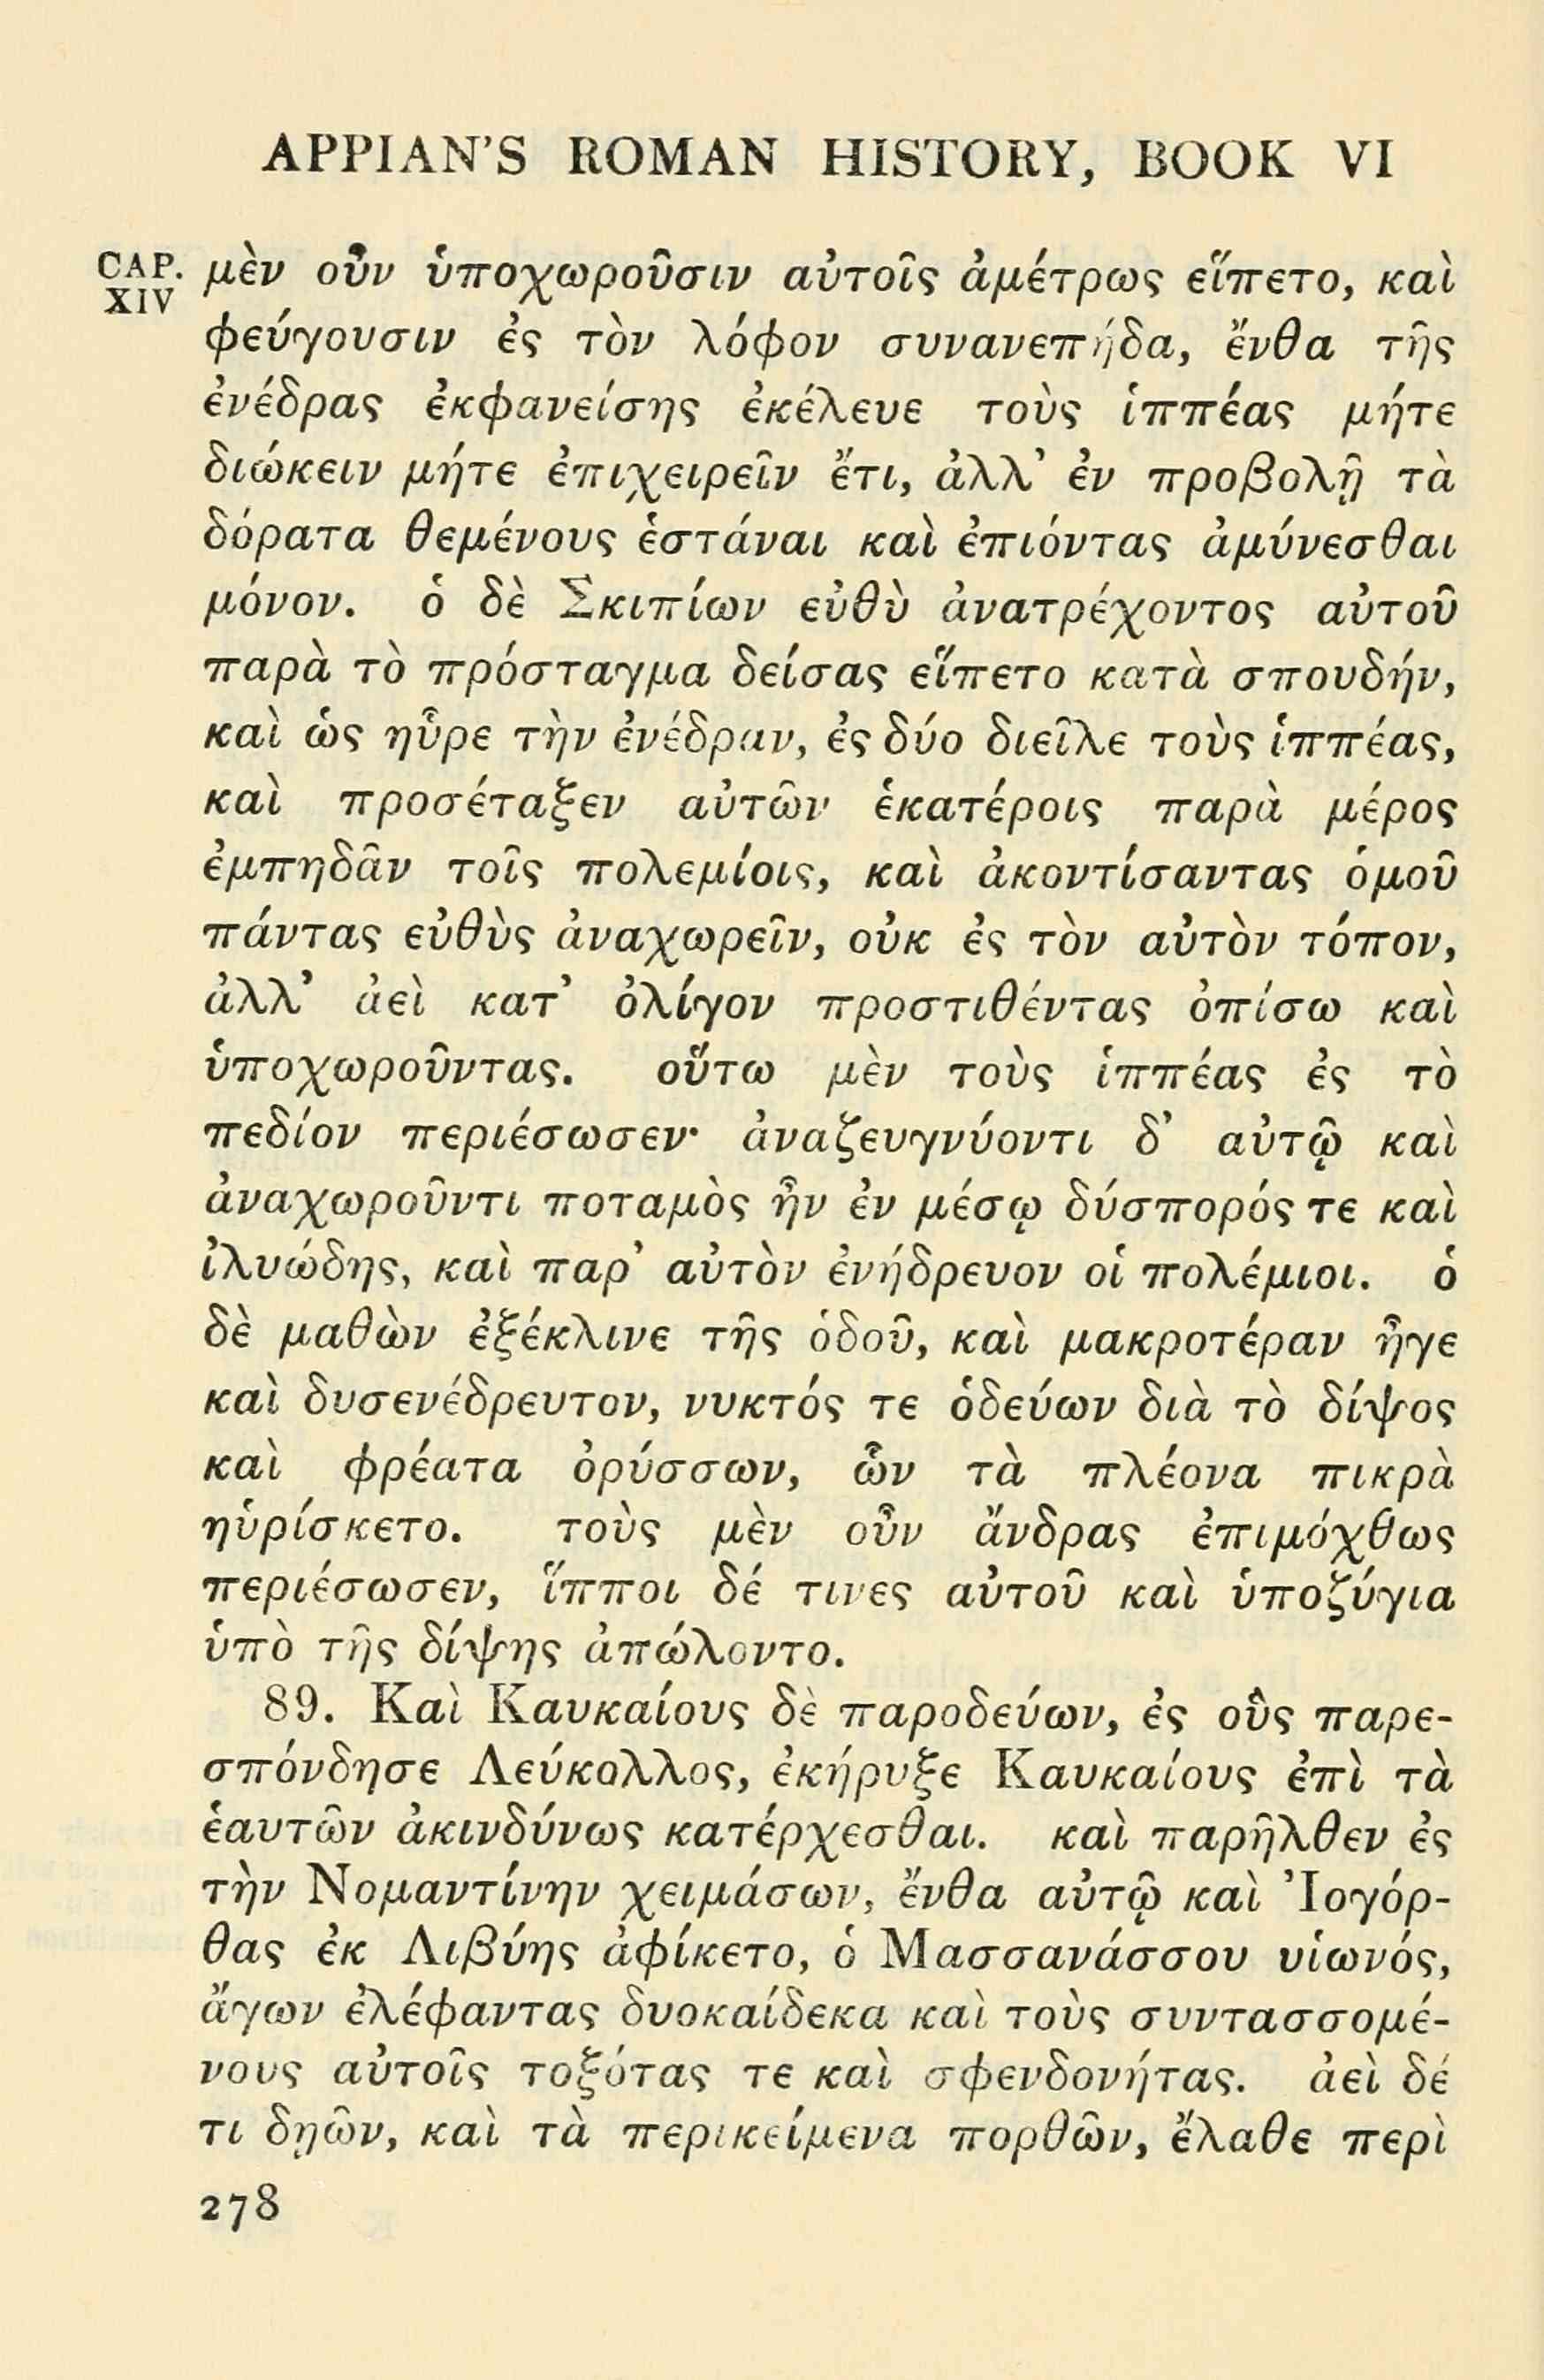 APPIAN'S ROMAN HISTORY, BOOK VI
CAP. XIV
μὲν οὖν ὑποχωροῦσιν αὐτοῖς ἀμέτρως εἵπετο, καὶ
φεύγουσιν ἐς τὸν λόφον συνανεπήδα, ἔνθα τῆς
ἐνέδρας ἐκφανείσης ἐκέλευε τοὺς ἱππέας μήτε
διώκειν μήτε ἐπιχειρεῖν ἔτι, ἀλλ' ἐν προβολῇ τὰ
δόρατα θεμένους ἑστάναι καὶ ἐπιόντας ἀμύνεσθαι
μόνον. ὁ δὲ Σκιπίων εὐθὺ ἀνατρέχοντος αὐτοῦ
παρὰ τὸ πρόσταγμα δείσας εἵπετο κατὰ σπουδήν,
καὶ ὡς ηὗρε τὴν ἐνέδραν, ἐς δύο διεῖλε τοὺς ἱππέας,
καὶ προσέταξεν αὐτῶν ἑκατέροις παρὰ μέρος
ἐμπηδᾶν τοῖς πολεμίοις, καὶ ἀκοντίσαντας ὁμοῦ
πάντας εὐθὺς ἀναχωρεῖν, οὐκ ἐς τὸν αὐτὸν τόπον,
ἀλλ' ἀεὶ κατ' ὀλίγον προστιθέντας ὀπίσω καὶ
ὑποχωροῦντας. οὕτω μὲν τοὺς ἱππέας ἐς τὸ
πεδίον περιέσωσεν· ἀναζευγνύοντι δ' αὐτῷ καὶ
ἀναχωροῦντι ποταμὸς ἦν ἐν μέσῳ δύσπορός τε καὶ
ἰλυώδης, καὶ παρ' αὐτὸν ἐνήδρευον οἱ πολέμιοι. ὁ
δὲ μαθὼν ἐξέκλινε τῆς ὁδοῦ, καὶ μακροτέραν ἦγε
καὶ δυσενέδρευτον, νυκτός τε ὁδεύων διὰ τὸ δίψος
καὶ φρέατα ὀρύσσων, ὧν τὰ πλέονα πικρὰ
ηὑρίσκετο. τοὺς μὲν οὖν ἄνδρας ἐπιμόχθως
περιέσωσεν, ἵπποι δέ τινες αὐτοῦ καὶ ὑποζύγια
ὑπὸ τῆς δίψης ἀπώλοντο.
89. Καὶ Καυκαίους δὲ παροδεύων, ἐς οὓς παρε-
σπόνδησε Λεύκολλος, ἐκήρυξε Καυκαίους ἐπὶ τὰ
ἑαυτῶν ἀκινδύνως κατέρχεσθαι. καὶ παρῆλθεν ἐς
τὴν Νομαντίνην χειμάσων, ἔνθα αὐτῷ καὶ Ἰογόρ-
θας ἐκ Λιβύης ἀφίκετο, ὁ Μασσανάσσου υἱωνός,
ἄγων ἐλέφαντας δυοκαίδεκα καὶ τοὺς συντασσομέ-
νους αὐτοῖς τοξότας τε καὶ σφενδονήτας. ἀεὶ δέ
τι δῃῶν, καὶ τὰ περικείμενα πορθῶν, ἔλαθε περὶ
278